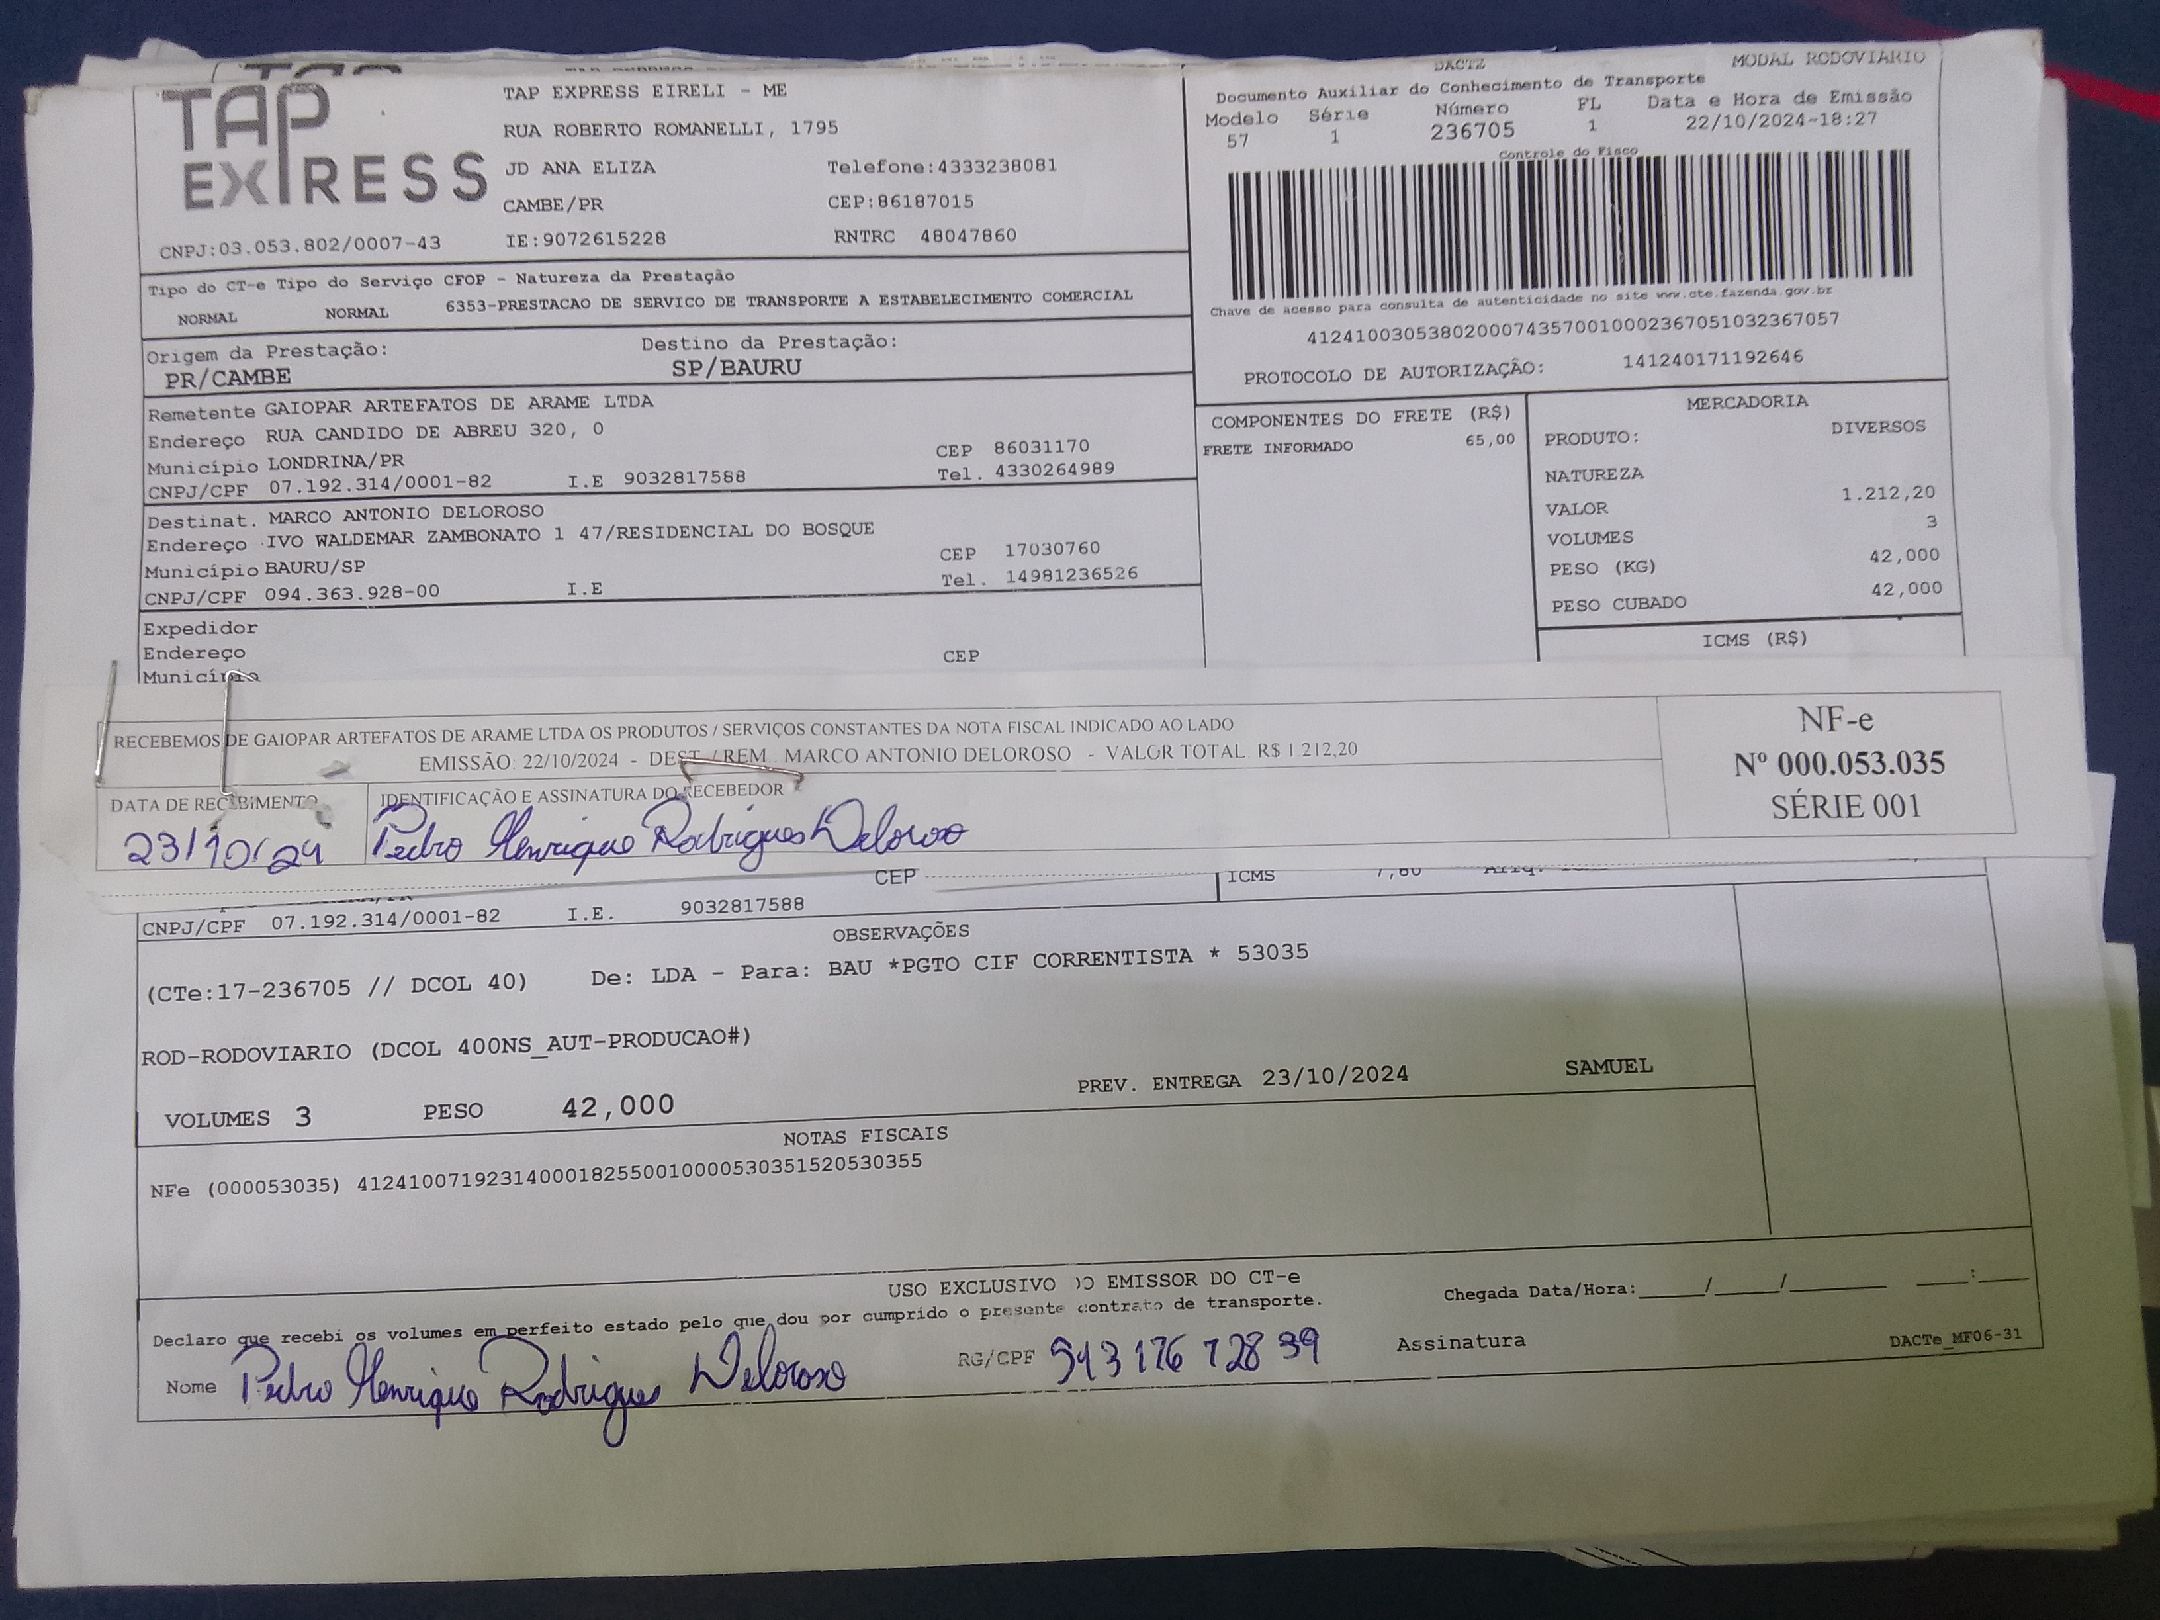 TAP EXPRESS
TAP EXPRESS EIRELI - ME
RUA ROBERTO ROMANELLI, 1795
JD ANA ELIZA Telefone:4333238081
CAMBE/PR CEP:86187015
CNPJ:03.053.802/0007-43 IE:9072615228 RNTRC 48047860
DACTE MODAL RODOVIARIO
Documento Auxiliar do Conhecimento de Transporte
Modelo Série Número FL Data e Hora de Emissão
57 1 236705 1 22/10/2024-18:27
Controle do Fisco
Chave de acesso para consulta de autenticidade no site www.cte.fazenda.gov.br
41241003053802000743570010002367051032367057
PROTOCOLO DE AUTORIZAÇÃO: 141240171192646
Tipo do CT-e Tipo do Serviço CFOP - Natureza da Prestação
NORMAL NORMAL 6353-PRESTACAO DE SERVICO DE TRANSPORTE A ESTABELECIMENTO COMERCIAL
Origem da Prestação: Destino da Prestação:
PR/CAMBE SP/BAURU
Remetente GAIOPAR ARTEFATOS DE ARAME LTDA
Endereço RUA CANDIDO DE ABREU 320, 0
Município LONDRINA/PR CEP 86031170
CNPJ/CPF 07.192.314/0001-82 I.E 9032817588 Tel. 4330264989
Destinat. MARCO ANTONIO DELOROSO
Endereço IVO WALDEMAR ZAMBONATO 1 47/RESIDENCIAL DO BOSQUE
Município BAURU/SP CEP 17030760
CNPJ/CPF 094.363.928-00 I.E Tel. 14981236526
Expedidor
Endereço
Município CEP
COMPONENTES DO FRETE (R$)
FRETE INFORMADO 65,00
MERCADORIA
PRODUTO: DIVERSOS
NATUREZA
VALOR 1.212,20
VOLUMES 3
PESO (KG) 42,000
PESO CUBADO 42,000
ICMS (R$)
RECEBEMOS DE GAIOPAR ARTEFATOS DE ARAME LTDA OS PRODUTOS / SERVIÇOS CONSTANTES DA NOTA FISCAL INDICADO AO LADO
EMISSÃO: 22/10/2024 - DEST. / REM.: MARCO ANTONIO DELOROSO - VALOR TOTAL: R$ 1.212,20
DATA DE RECEBIMENTO IDENTIFICAÇÃO E ASSINATURA DO RECEBEDOR
23/10/24 Pedro Henrique Rodrigues Deloroso
NF-e
Nº 000.053.035
SÉRIE 001
CEP ICMS 7,80
CNPJ/CPF 07.192.314/0001-82 I.E. 9032817588
OBSERVAÇÕES
(CTe:17-236705 // DCOL 40) De: LDA - Para: BAU *PGTO CIF CORRENTISTA * 53035
ROD-RODOVIARIO (DCOL 400NS_AUT-PRODUCAO#)
VOLUMES 3 PESO 42,000 PREV. ENTREGA 23/10/2024 SAMUEL
NOTAS FISCAIS
NFe (000053035) 41241007192314000182550010000530351520530355
USO EXCLUSIVO DO EMISSOR DO CT-e
Declaro que recebi os volumes em perfeito estado pelo que dou por cumprido o presente contrato de transporte.
Chegada Data/Hora:____/____/______ ___:___
Nome Pedro Henrique Rodrigues Deloroso RG/CPF 543 176 728 39 Assinatura
DACTe_MF06-31